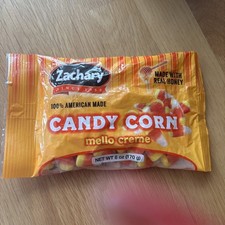 Zachary
MADE WITH
REAL HONEY
100% AMERICAN MADE
CANDY CORN
mello creme
NET WT 6 oz (170 g)